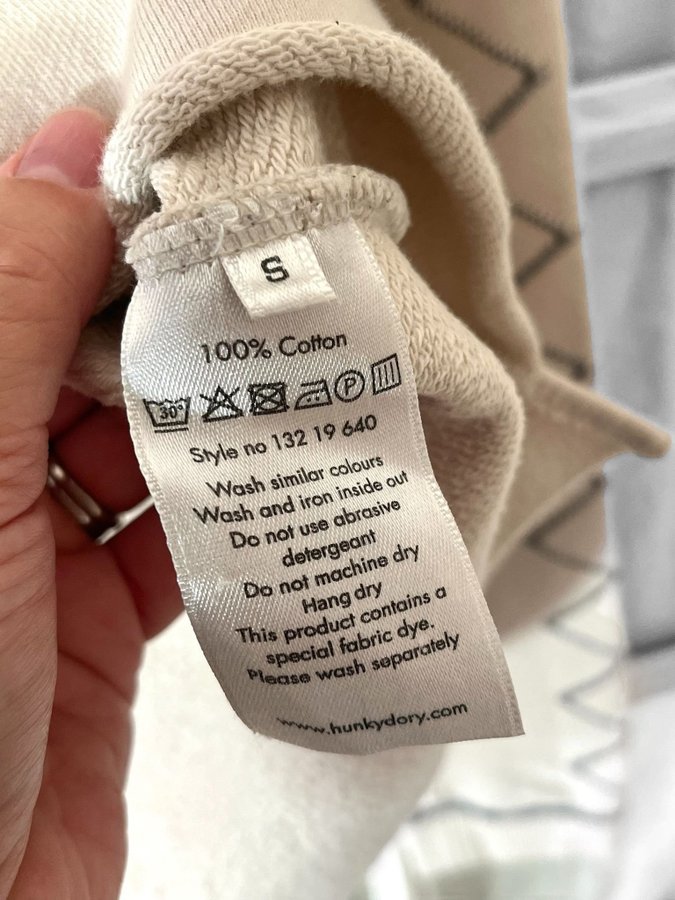 S
100% Cotton
30° P
Style no 132 19 640
Wash similar colours
Wash and iron inside out
Do not use abrasive
detergeant
Do not machine dry
Hang dry
This product contains a
special fabric dye.
Please wash separately
www.hunkydory.com